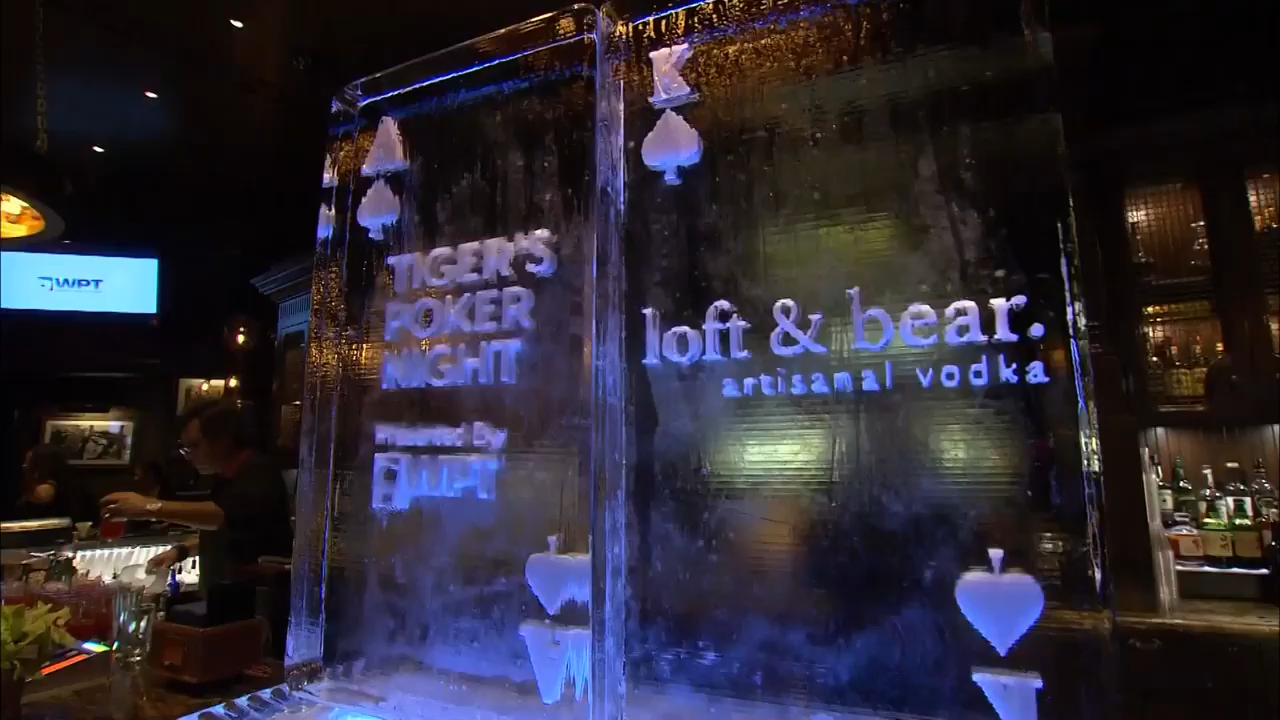 WPT
A
TIGER'S
POKER
NIGHT
Presented By
WPT
K
loft & bear.
artisanal vodka